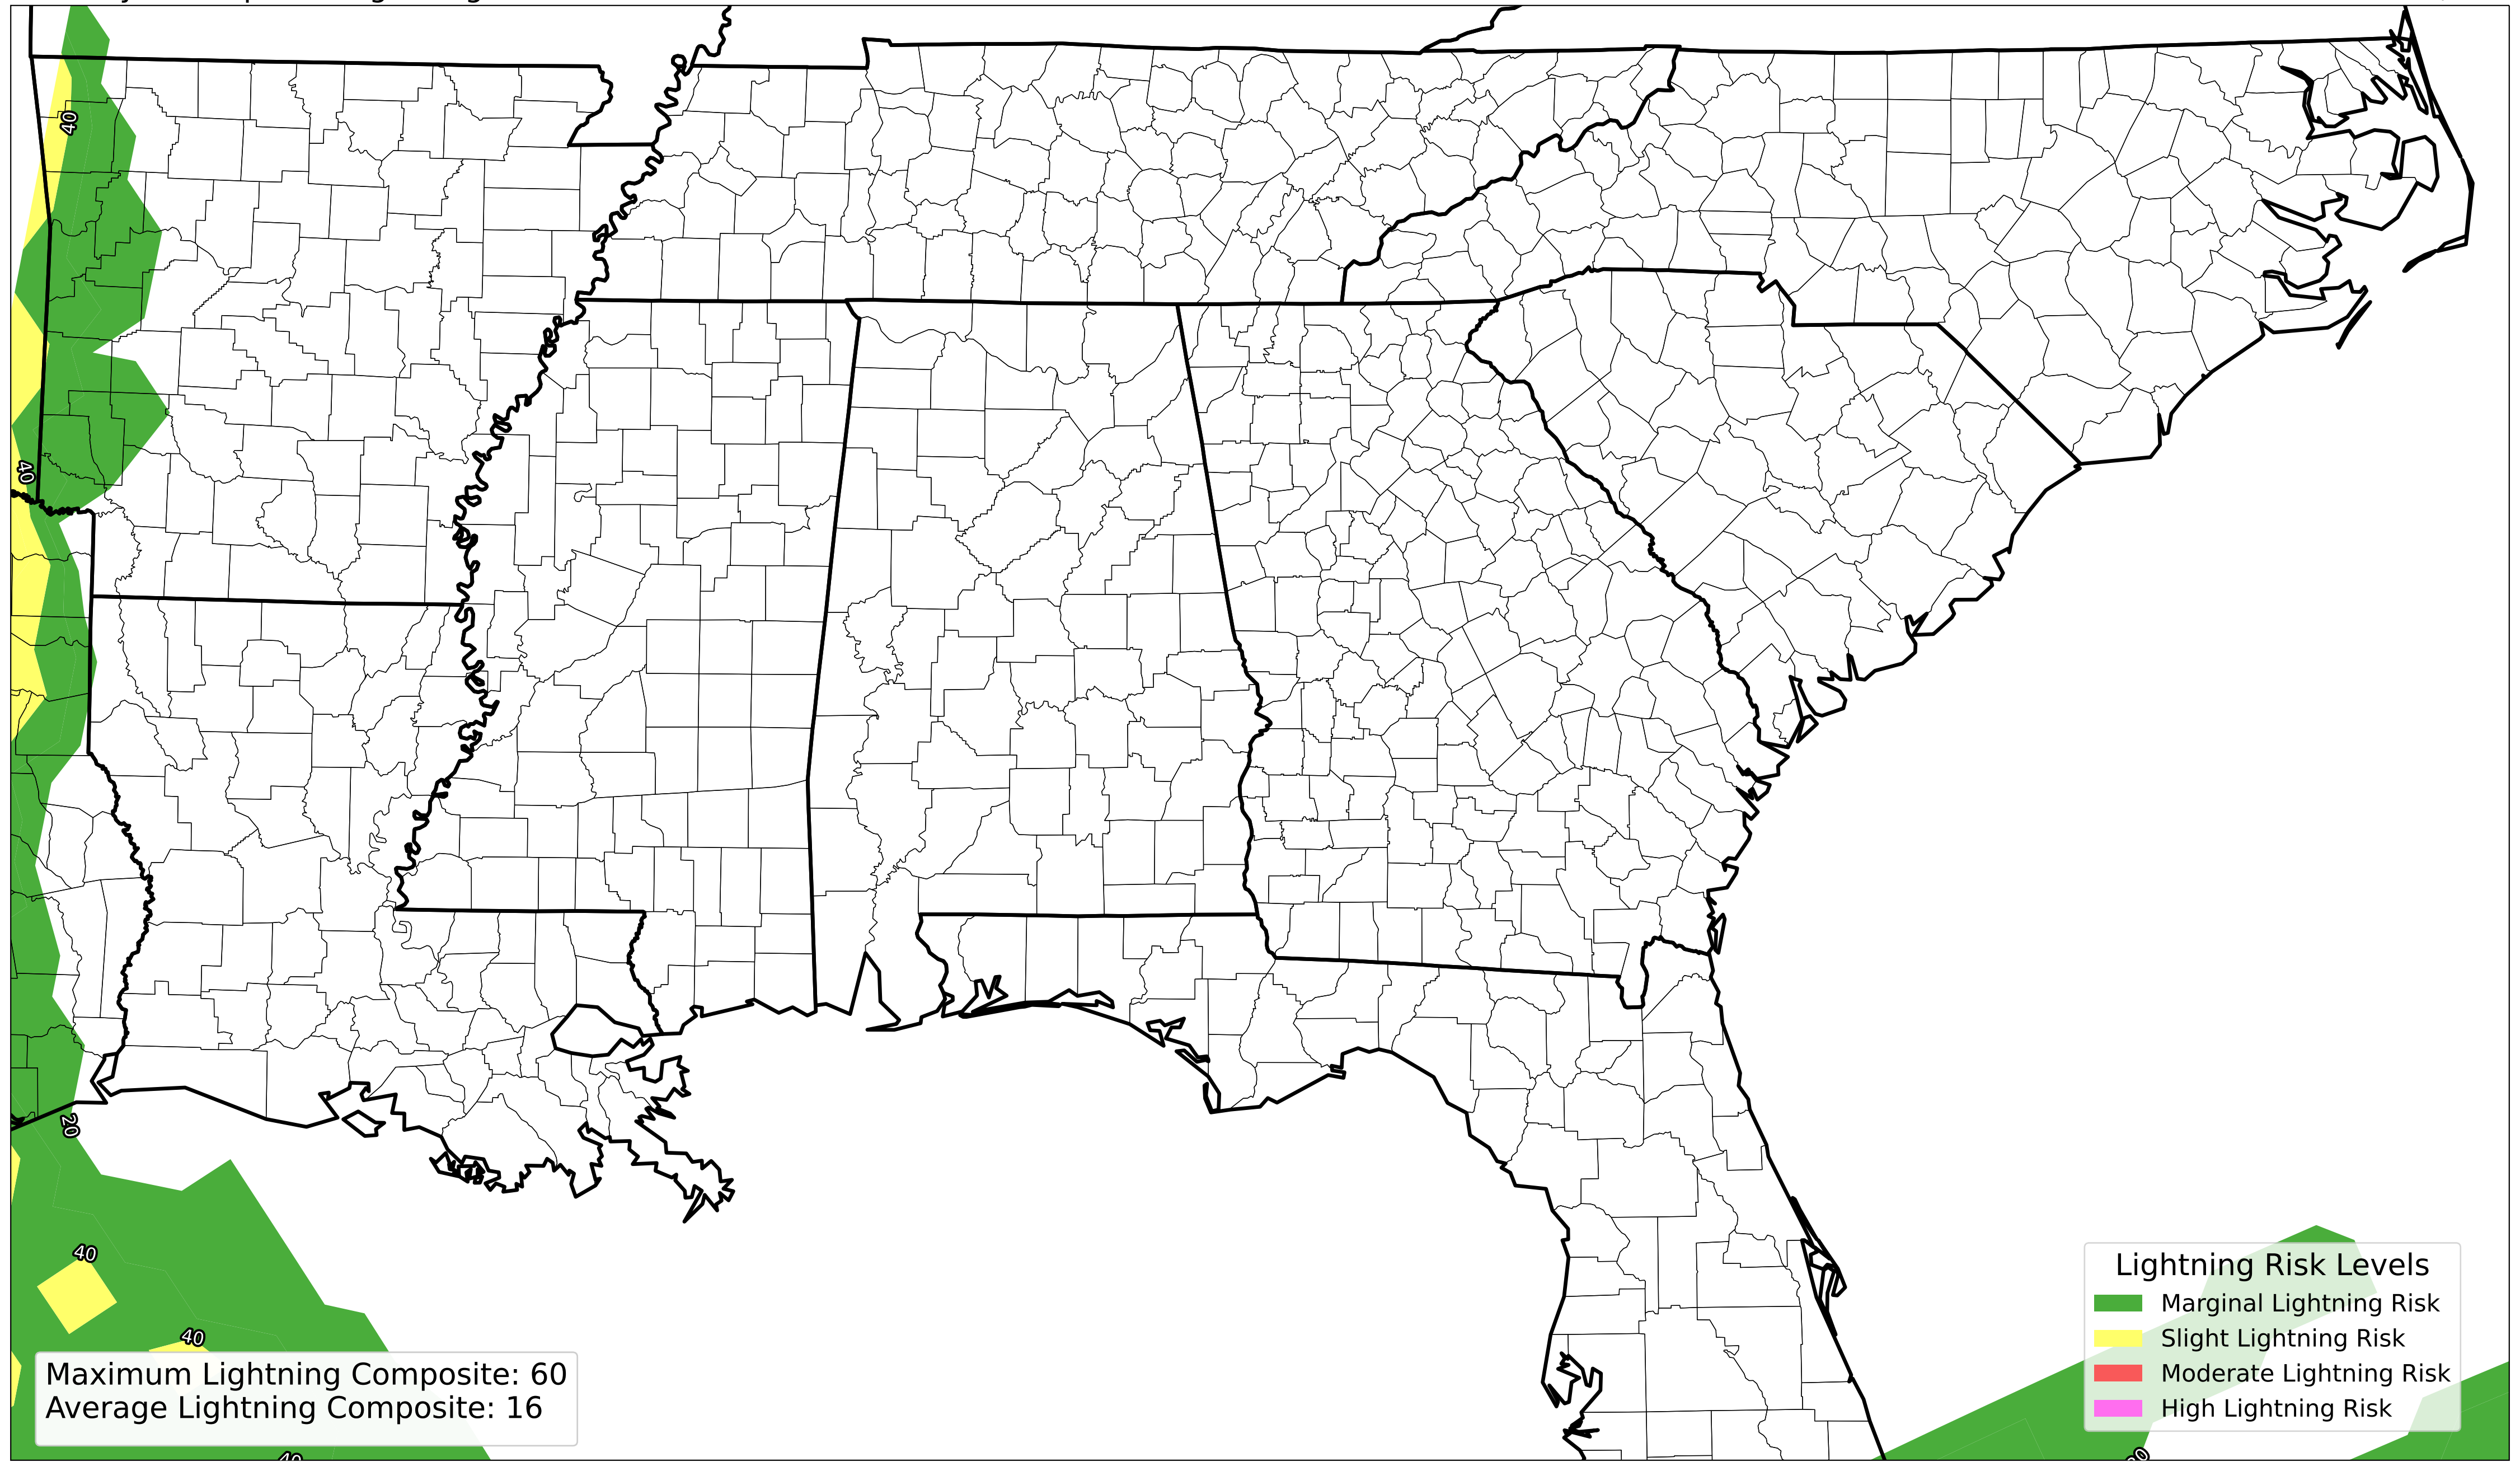 40
40
20
40
40
Lightning Risk Levels
Marginal Lightning Risk
Slight Lightning Risk
Moderate Lightning Risk
High Lightning Risk
Maximum Lightning Composite: 60
Average Lightning Composite: 16